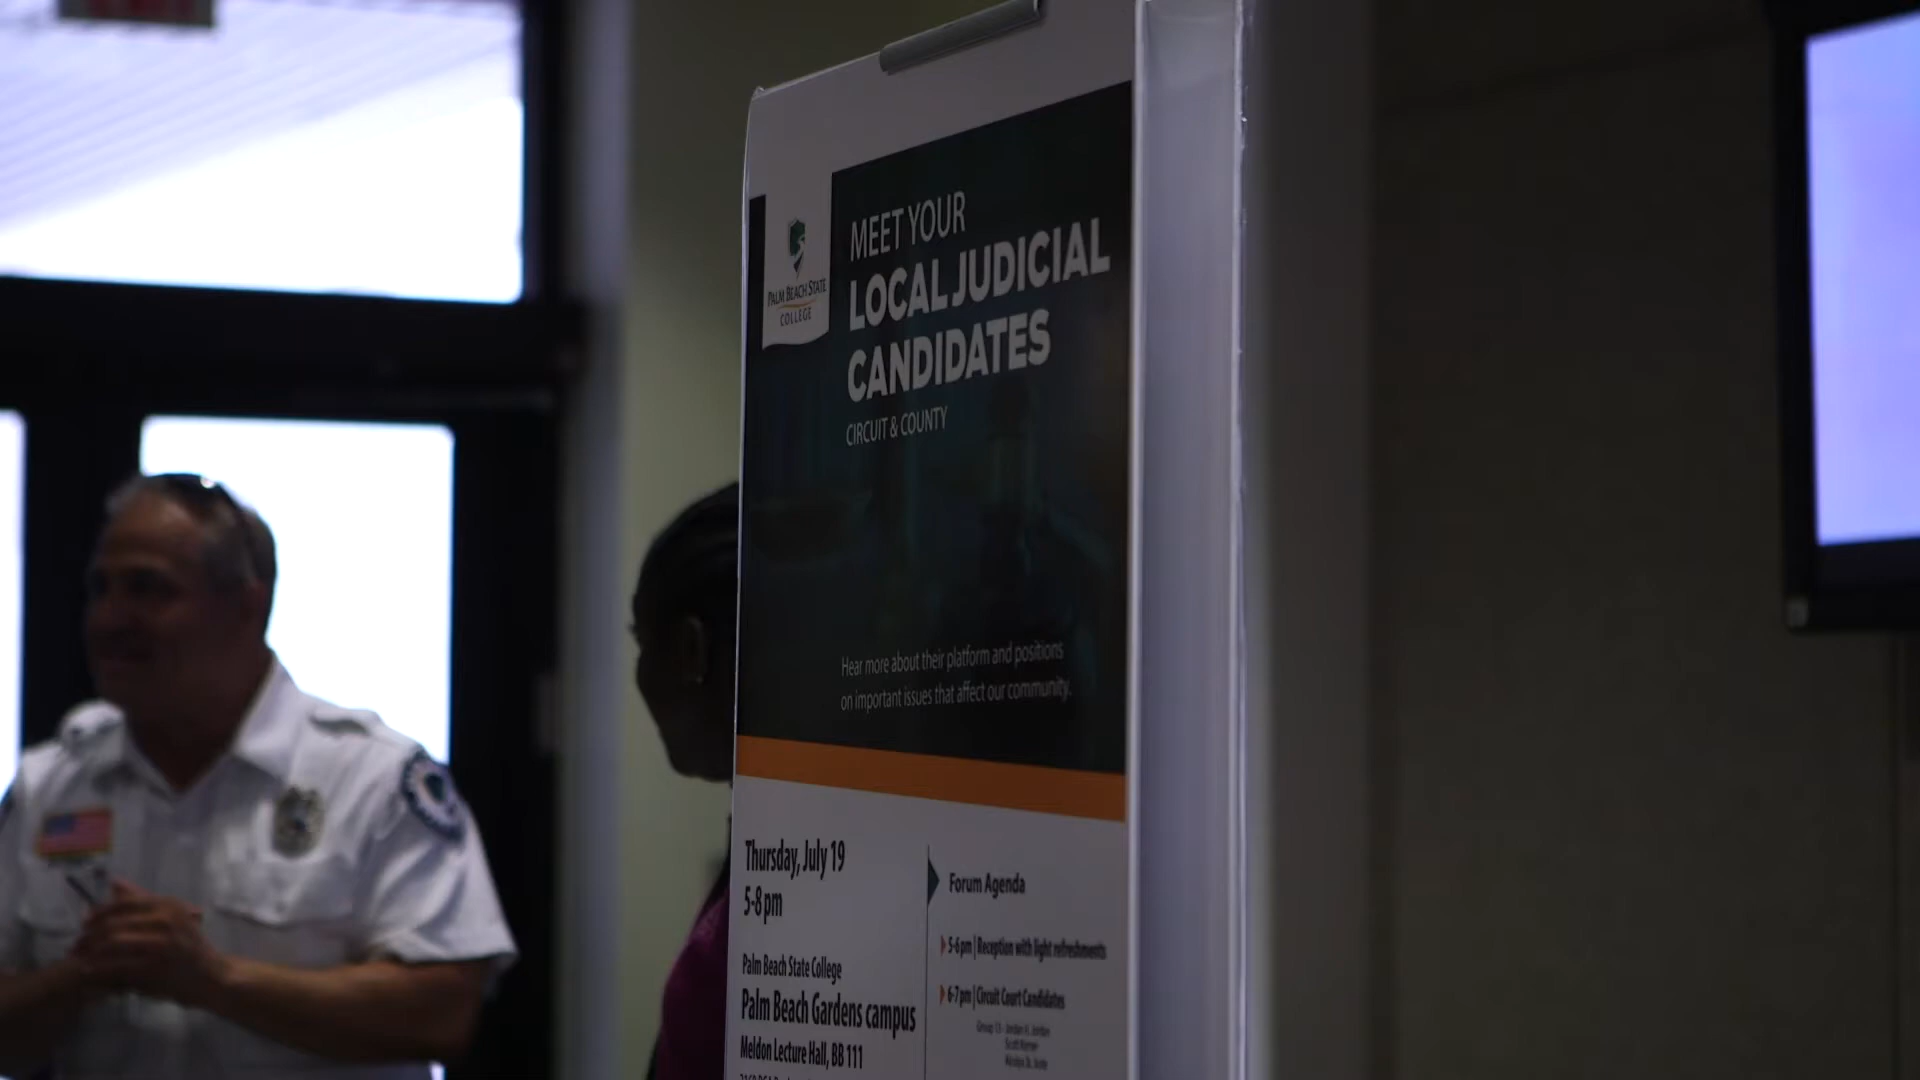 PALM BEACH STATE
COLLEGE
MEET YOUR
LOCAL JUDICIAL
CANDIDATES
CIRCUIT & COUNTY
Hear more about their platform and positions
on important issues that affect our community.
Thursday, July 19
5-8 pm
Palm Beach State College
Palm Beach Gardens campus
Meldon Lecture Hall, BB 111
Forum Agenda
5-6 pm | Reception with light refreshments
6-7 pm | Circuit Court Candidates